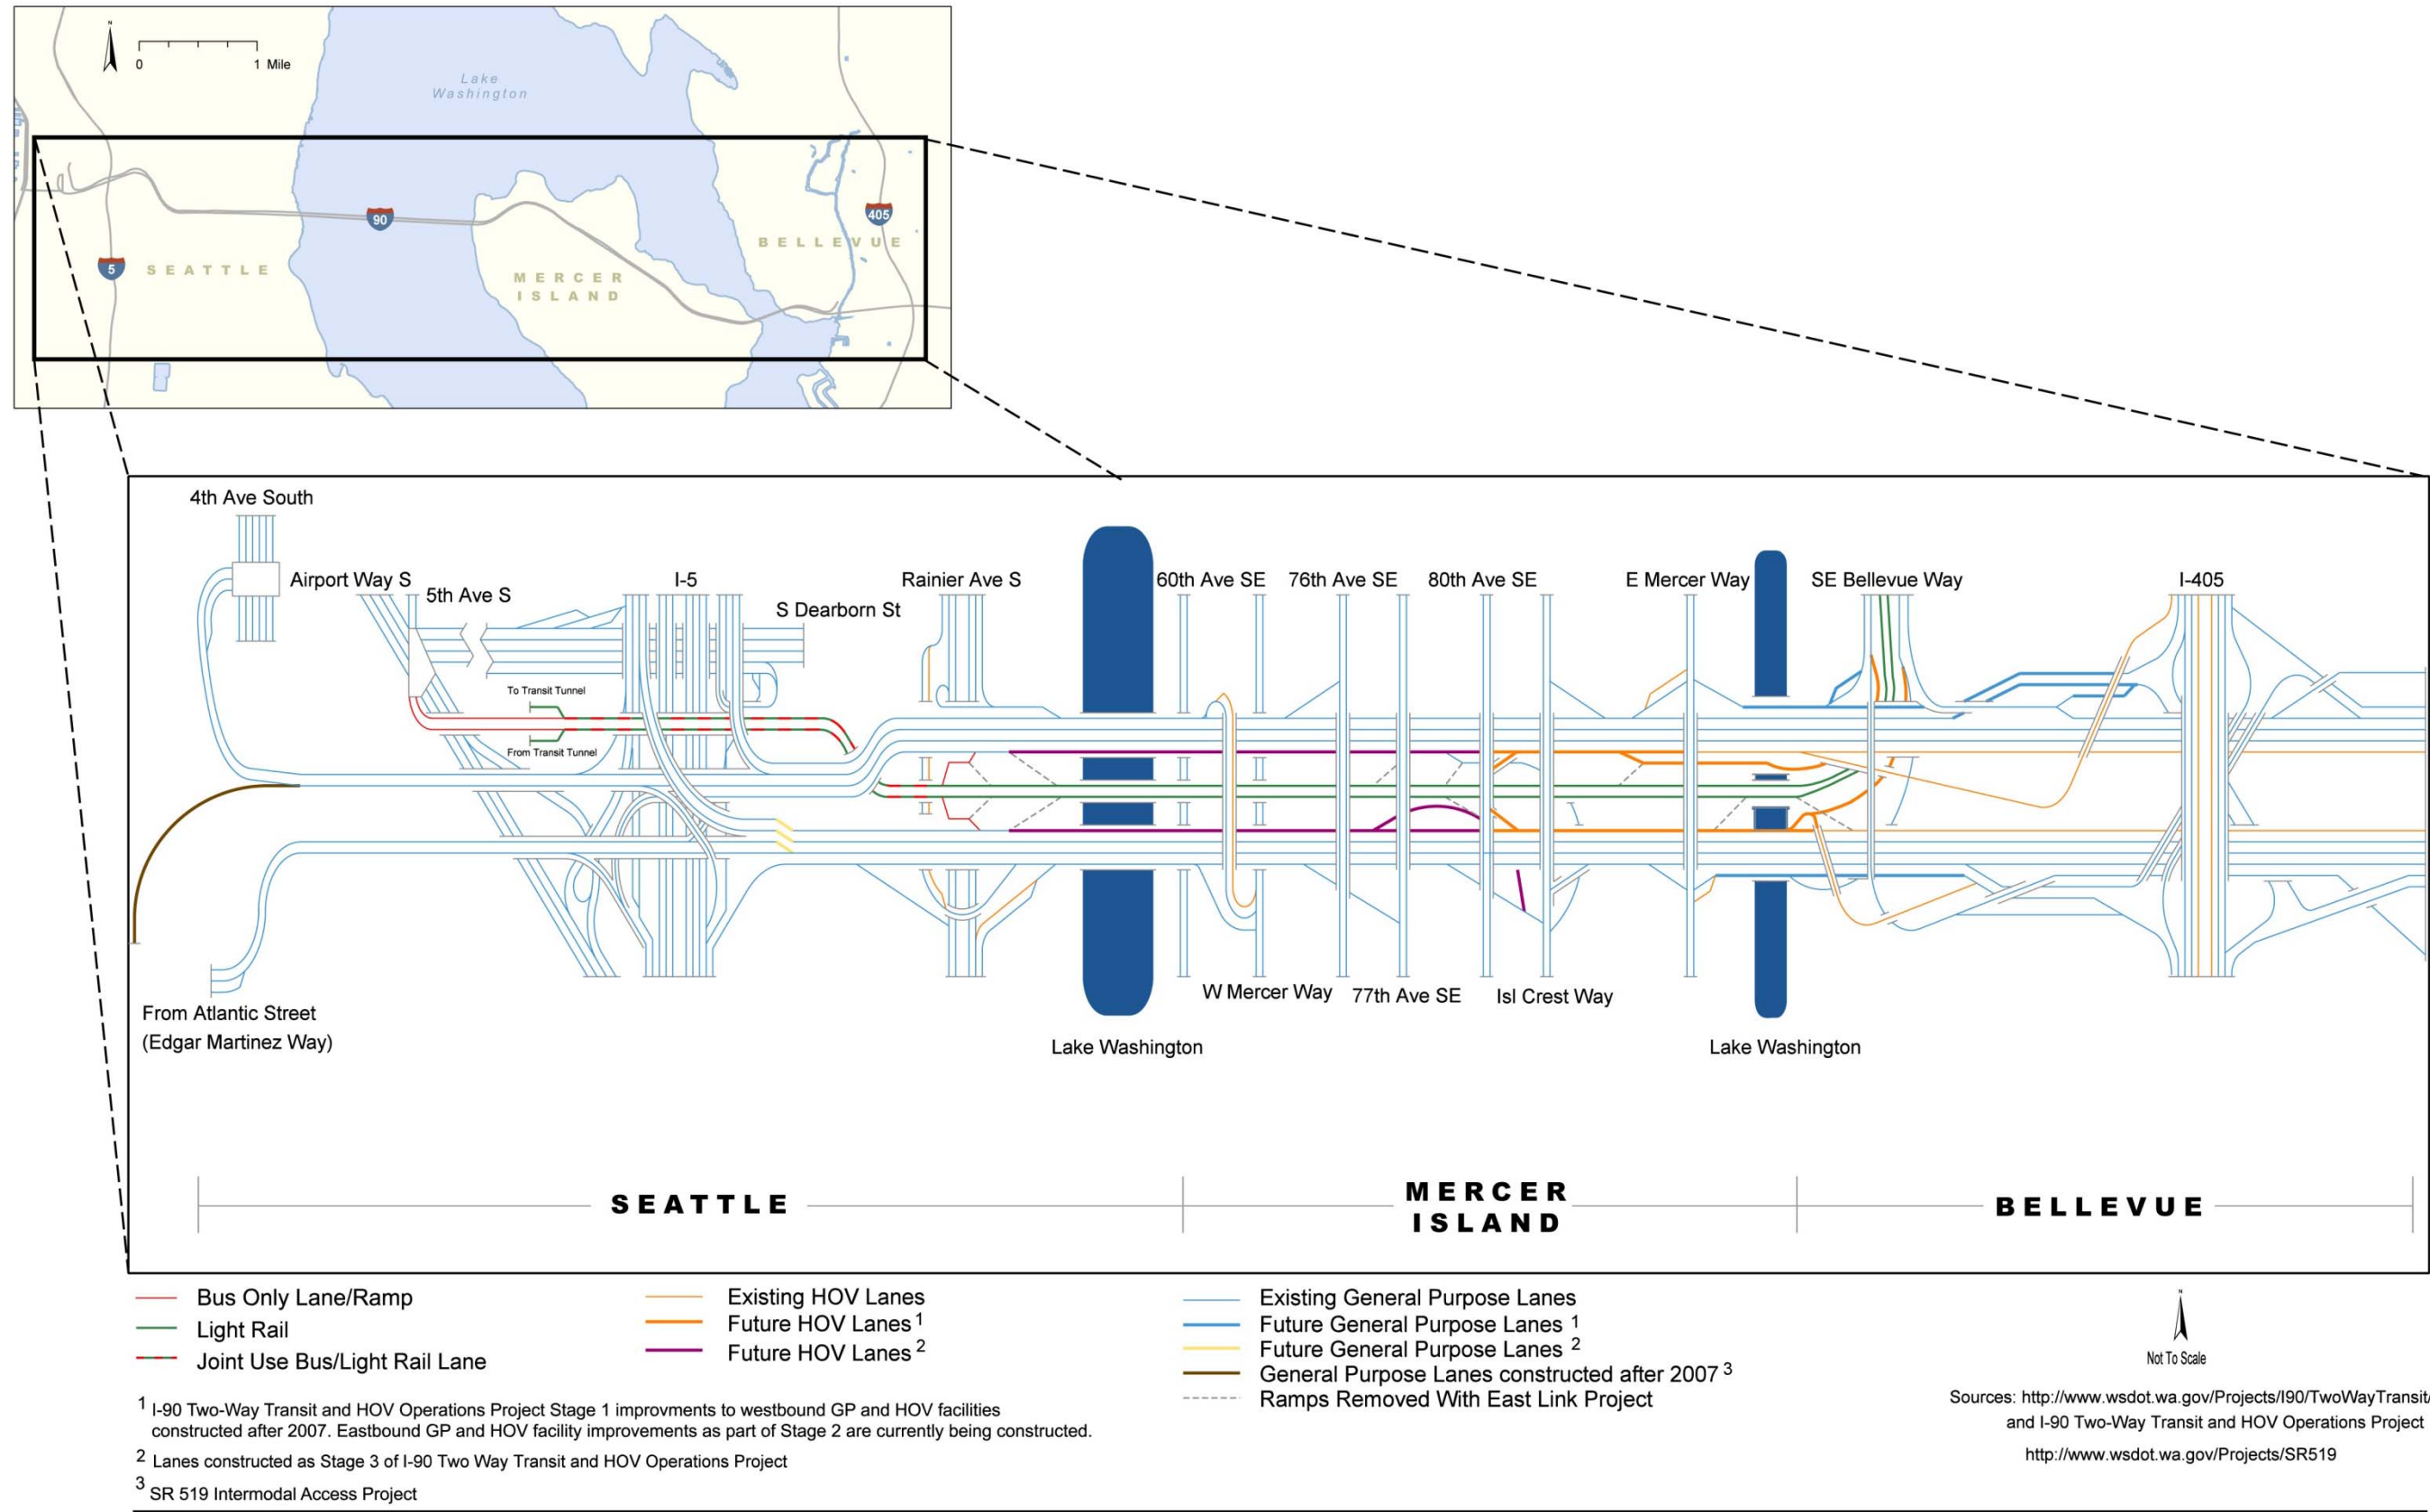 N
0 1 Mile
Lake
Washington
90
405
5
SEATTLE
BELLEVUE
MERCER
ISLAND
4th Ave South
Airport Way S
5th Ave S
I-5
S Dearborn St
Rainier Ave S
60th Ave SE
76th Ave SE
80th Ave SE
E Mercer Way
SE Bellevue Way
I-405
To Transit Tunnel
From Transit Tunnel
W Mercer Way
77th Ave SE
Isl Crest Way
From Atlantic Street
(Edgar Martinez Way)
Lake Washington
Lake Washington
SEATTLE
MERCER
ISLAND
BELLEVUE
Bus Only Lane/Ramp
Light Rail
Joint Use Bus/Light Rail Lane
Existing HOV Lanes
Future HOV Lanes 1
Future HOV Lanes 2
Existing General Purpose Lanes
Future General Purpose Lanes 1
Future General Purpose Lanes 2
General Purpose Lanes constructed after 2007 3
Ramps Removed With East Link Project
N
Not To Scale
1 I-90 Two-Way Transit and HOV Operations Project Stage 1 improvments to westbound GP and HOV facilities
constructed after 2007. Eastbound GP and HOV facility improvements as part of Stage 2 are currently being constructed.
2 Lanes constructed as Stage 3 of I-90 Two Way Transit and HOV Operations Project
3 SR 519 Intermodal Access Project
Sources: http://www.wsdot.wa.gov/Projects/I90/TwoWayTransit/
and I-90 Two-Way Transit and HOV Operations Project
http://www.wsdot.wa.gov/Projects/SR519